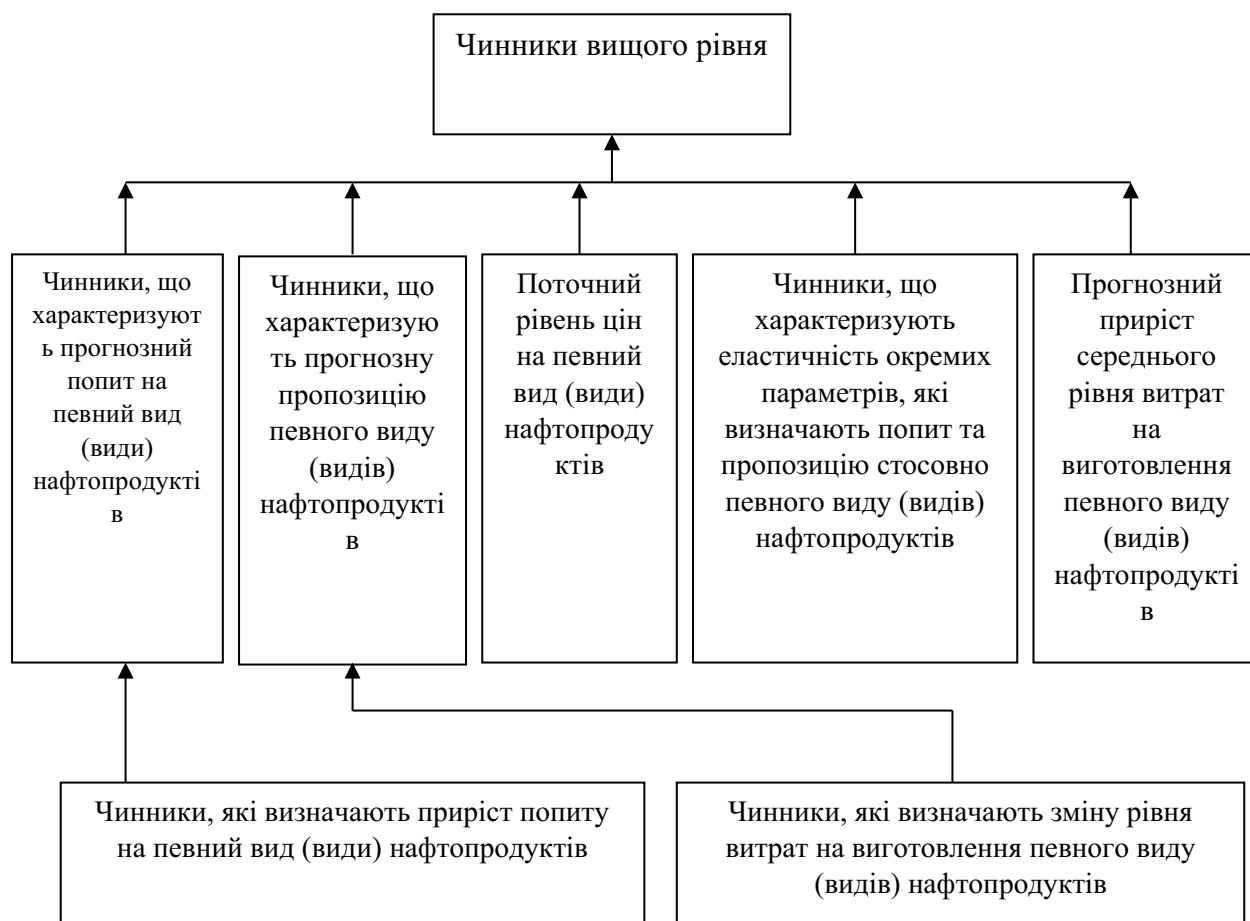 Чинники вищого рівня
Чинники, що
характеризуют
ь прогнозний
попит на
певний вид
(види)
нафтопродукті
в
Чинники, що
характеризую
ть прогнозну
пропозицію
певного виду
(видів)
нафтопродукті
в
Поточний
рівень цін
на певний
вид (види)
нафтопроду
ктів
Чинники, що
характеризують
еластичність окремих
параметрів, які
визначають попит та
пропозицію стосовно
певного виду (видів)
нафтопродуктів
Прогнозний
приріст
середнього
рівня витрат
на
виготовлення
певного виду
(видів)
нафтопродукті
в
Чинники, які визначають приріст попиту
на певний вид (види) нафтопродуктів
Чинники, які визначають зміну рівня
витрат на виготовлення певного виду
(видів) нафтопродуктів